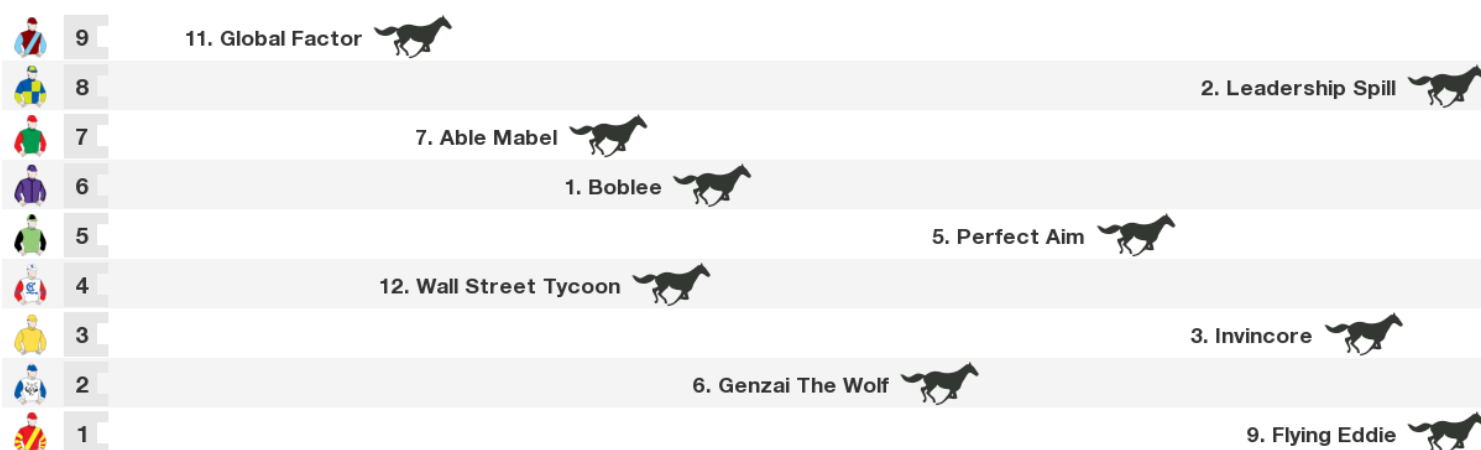 9 11. Global Factor
8 2. Leadership Spill
7 7. Able Mabel
6 1. Boblee
5 5. Perfect Aim
4 12. Wall Street Tycoon
3 3. Invincore
2 6. Genzai The Wolf
1 9. Flying Eddie